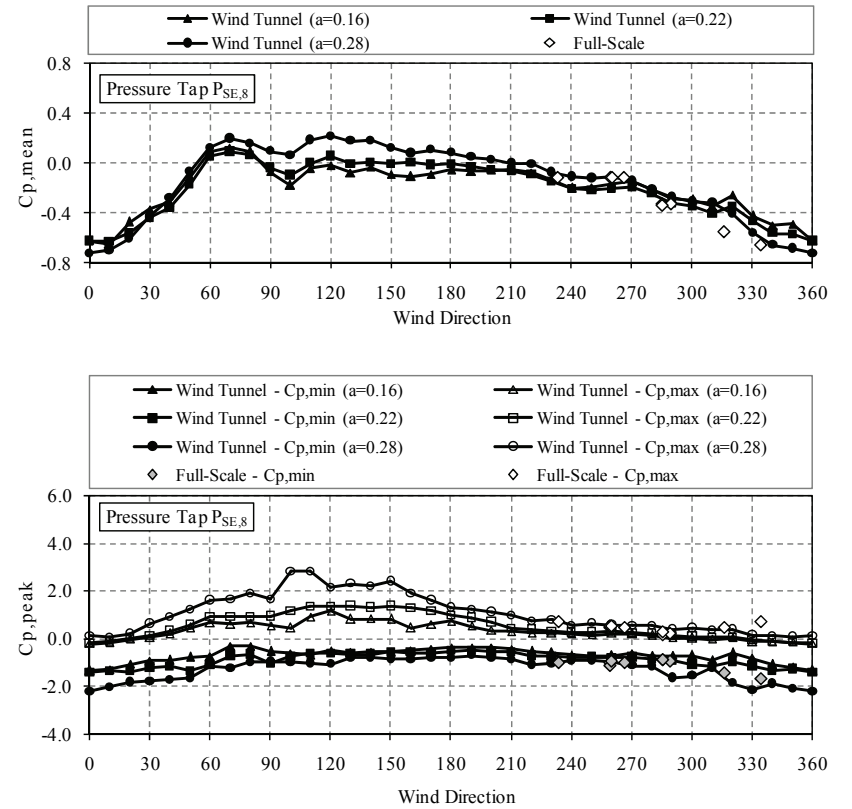 Wind Tunnel (a=0.16) Wind Tunnel (a=0.22)
Wind Tunnel (a=0.28) Full-Scale
0.8
Pressure Tap P_SE,8
0.4
0.0
-0.4
-0.8
Cp,mean
0 30 60 90 120 150 180 210 240 270 300 330 360
Wind Direction
Wind Tunnel - Cp,min (a=0.16) Wind Tunnel - Cp,max (a=0.16)
Wind Tunnel - Cp,min (a=0.22) Wind Tunnel - Cp,max (a=0.22)
Wind Tunnel - Cp,min (a=0.28) Wind Tunnel - Cp,max (a=0.28)
Full-Scale - Cp,min Full-Scale - Cp,max
6.0
Pressure Tap P_SE,8
4.0
2.0
0.0
-2.0
-4.0
Cp,peak
0 30 60 90 120 150 180 210 240 270 300 330 360
Wind Direction